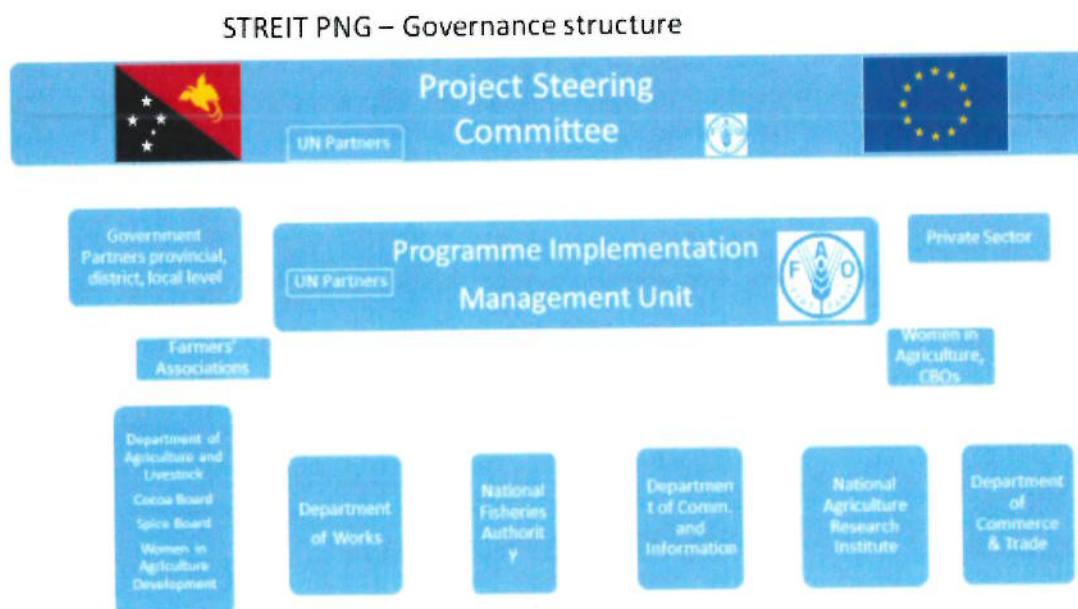 STREIT PNG – Governance structure
Project Steering
Committee
UN Partners
Government
Partners provincial,
district, local level
Programme Implementation
Management Unit
UN Partners
F A O
Private Sector
Farmers'
Associations
Women in
Agriculture,
CBOs
Department of
Agriculture and
Livestock
Cocoa Board
Spice Board
Women in
Agriculture
Development
Department
of Works
National
Fisheries
Authorit
y
Departmen
t of Comm.
and
Information
National
Agriculture
Research
Institute
Department
of
Commerce
& Trade